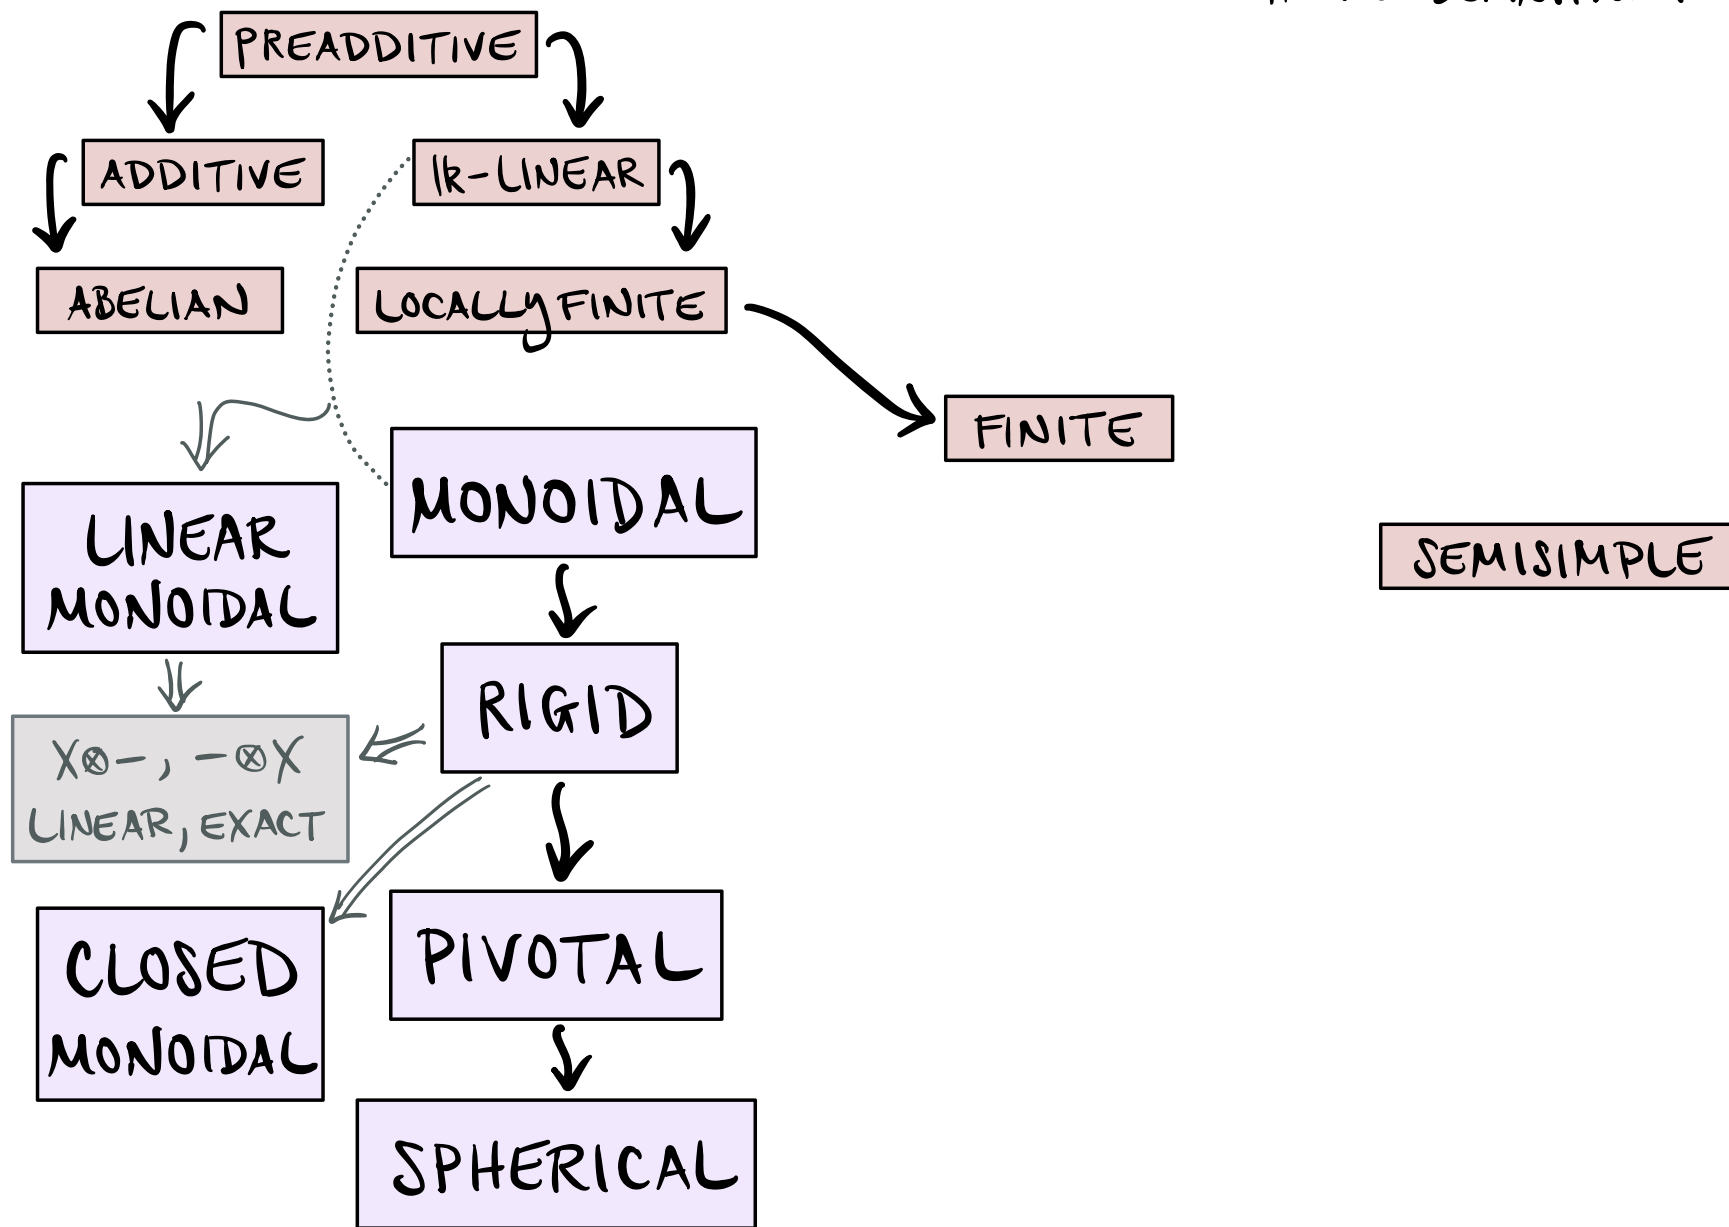 PREADDITIVE
ADDITIVE
𝕜-LINEAR
ABELIAN
LOCALLY FINITE
FINITE
MONOIDAL
LINEAR
MONOIDAL
SEMISIMPLE
RIGID
X⊗-, -⊗X
LINEAR, EXACT
PIVOTAL
CLOSED
MONOIDAL
SPHERICAL